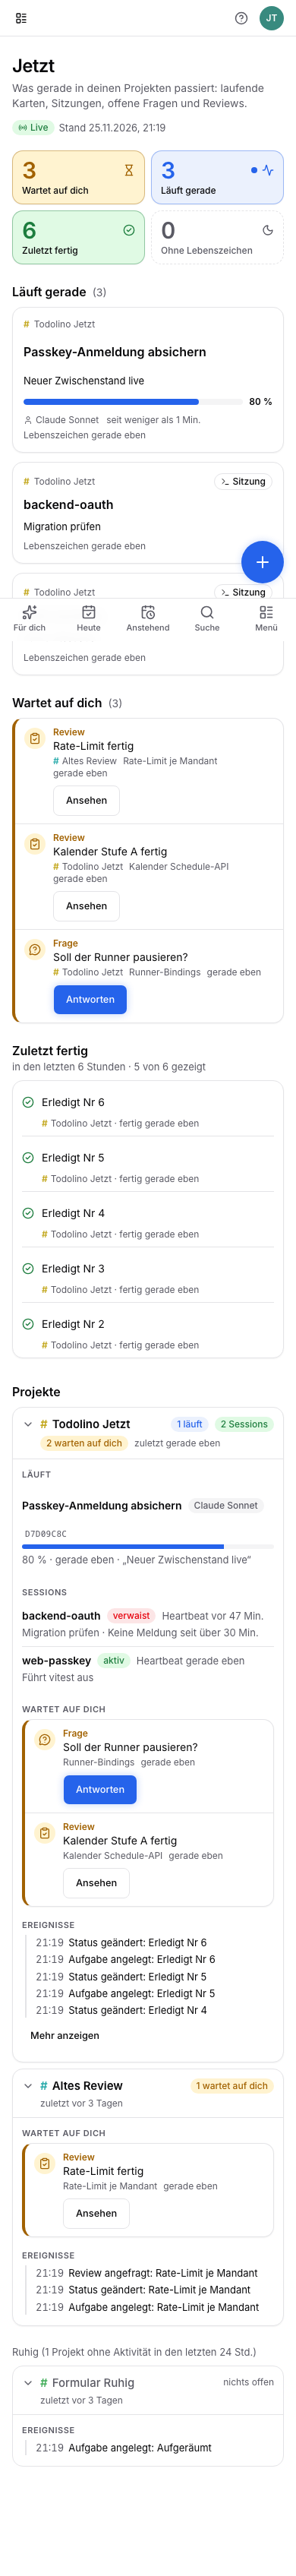 JT
Jetzt
Was gerade in deinen Projekten passiert: laufende
Karten, Sitzungen, offene Fragen und Reviews.
Live Stand 25.11.2026, 21:19
3
Wartet auf dich
3
Läuft gerade
6
Zuletzt fertig
0
Ohne Lebenszeichen
Läuft gerade (3)
# Todolino Jetzt
Passkey-Anmeldung absichern
Neuer Zwischenstand live
80 %
Claude Sonnet seit weniger als 1 Min.
Lebenszeichen gerade eben
# Todolino Jetzt Sitzung
backend-oauth
Migration prüfen
Lebenszeichen gerade eben
# Todolino Jetzt Sitzung
Für dich Heute Anstehend Suche Menü
Lebenszeichen gerade eben
Wartet auf dich (3)
Review
Rate-Limit fertig
# Altes Review Rate-Limit je Mandant
gerade eben
Ansehen
Review
Kalender Stufe A fertig
# Todolino Jetzt Kalender Schedule-API
gerade eben
Ansehen
Frage
Soll der Runner pausieren?
# Todolino Jetzt Runner-Bindings gerade eben
Antworten
Zuletzt fertig
in den letzten 6 Stunden · 5 von 6 gezeigt
Erledigt Nr 6
# Todolino Jetzt · fertig gerade eben
Erledigt Nr 5
# Todolino Jetzt · fertig gerade eben
Erledigt Nr 4
# Todolino Jetzt · fertig gerade eben
Erledigt Nr 3
# Todolino Jetzt · fertig gerade eben
Erledigt Nr 2
# Todolino Jetzt · fertig gerade eben
Projekte
# Todolino Jetzt 1 läuft 2 Sessions
2 warten auf dich zuletzt gerade eben
LÄUFT
Passkey-Anmeldung absichern Claude Sonnet
D7D09C8C
80 % · gerade eben · „Neuer Zwischenstand live“
SESSIONS
backend-oauth verwaist Heartbeat vor 47 Min.
Migration prüfen · Keine Meldung seit über 30 Min.
web-passkey aktiv Heartbeat gerade eben
Führt vitest aus
WARTET AUF DICH
Frage
Soll der Runner pausieren?
Runner-Bindings gerade eben
Antworten
Review
Kalender Stufe A fertig
Kalender Schedule-API gerade eben
Ansehen
EREIGNISSE
21:19 Status geändert: Erledigt Nr 6
21:19 Aufgabe angelegt: Erledigt Nr 6
21:19 Status geändert: Erledigt Nr 5
21:19 Aufgabe angelegt: Erledigt Nr 5
21:19 Status geändert: Erledigt Nr 4
Mehr anzeigen
# Altes Review 1 wartet auf dich
zuletzt vor 3 Tagen
WARTET AUF DICH
Review
Rate-Limit fertig
Rate-Limit je Mandant gerade eben
Ansehen
EREIGNISSE
21:19 Review angefragt: Rate-Limit je Mandant
21:19 Status geändert: Rate-Limit je Mandant
21:19 Aufgabe angelegt: Rate-Limit je Mandant
Ruhig (1 Projekt ohne Aktivität in den letzten 24 Std.)
# Formular Ruhig nichts offen
zuletzt vor 3 Tagen
EREIGNISSE
21:19 Aufgabe angelegt: Aufgeräumt